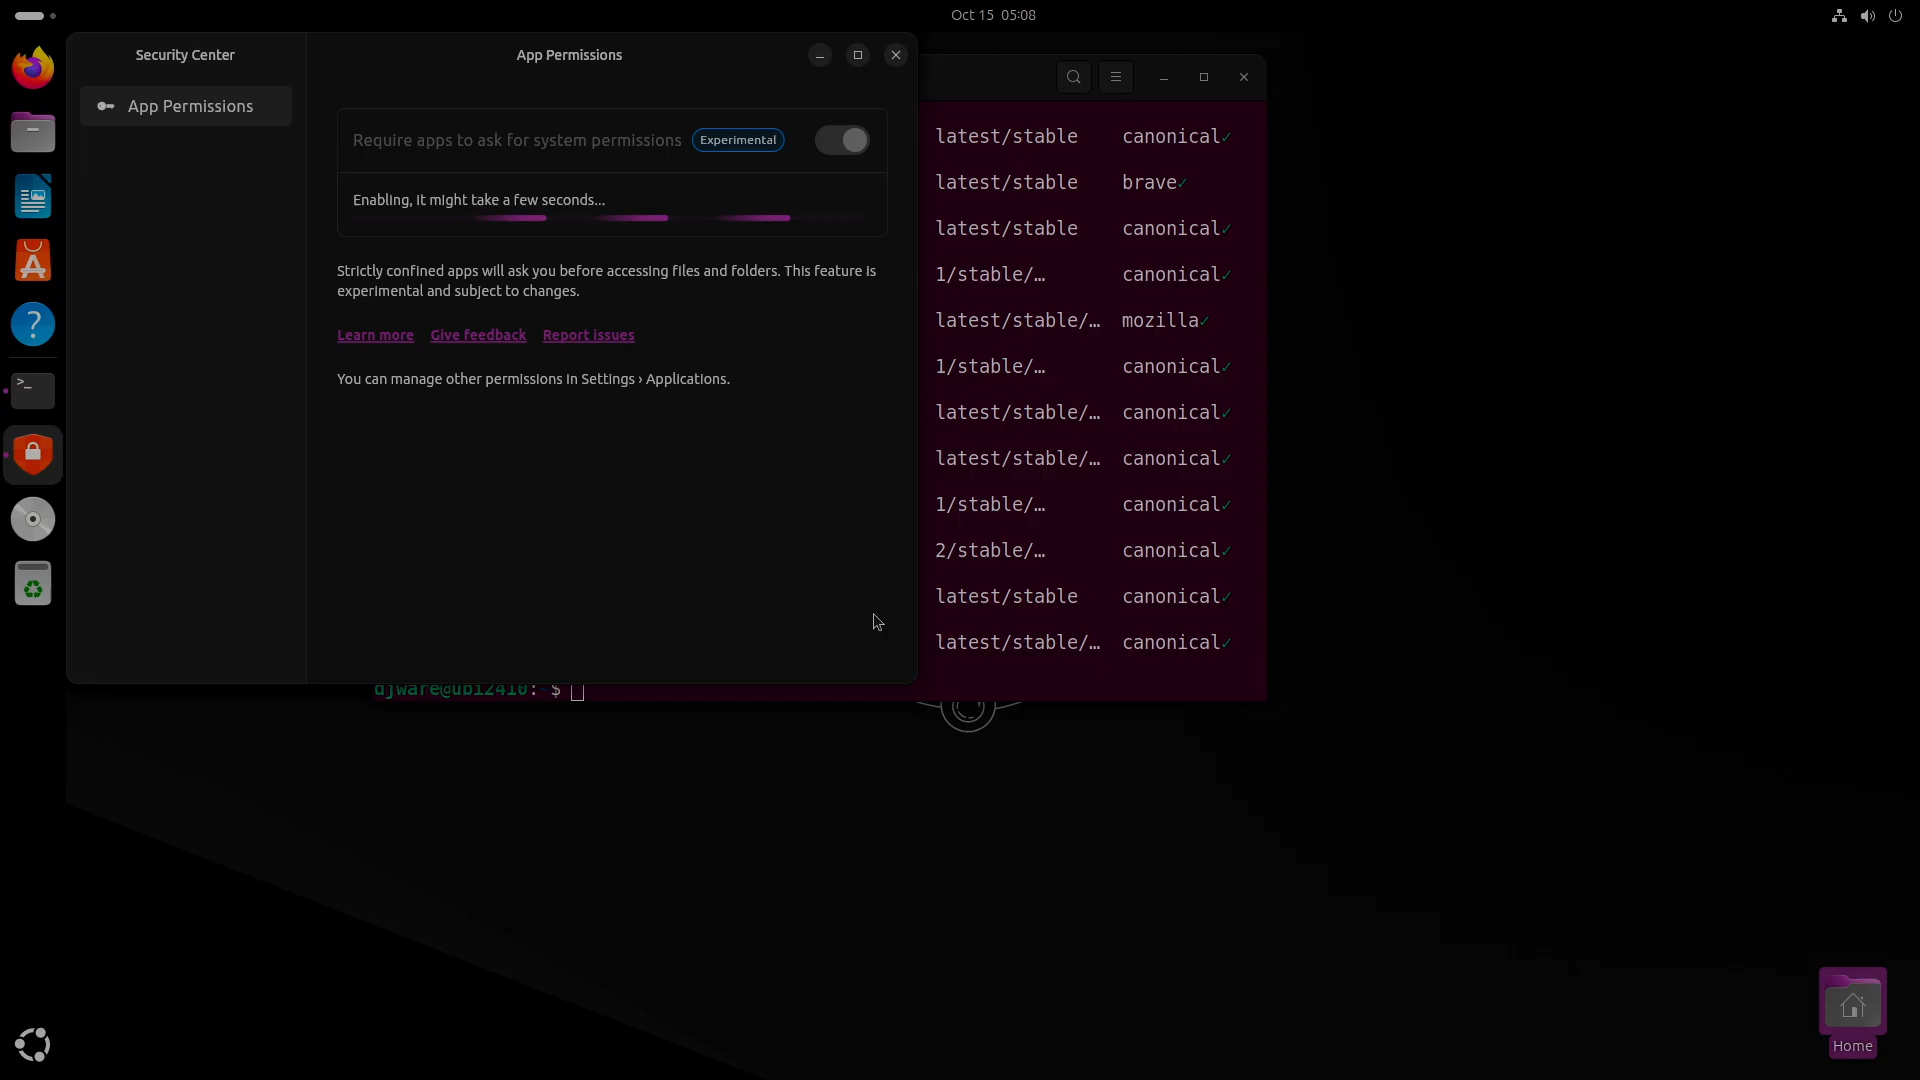 Oct 15 05:08
Security Center
App Permissions
App Permissions
Require apps to ask for system permissions Experimental
Enabling, it might take a few seconds...
Strictly confined apps will ask you before accessing files and folders. This feature is
experimental and subject to changes.
Learn more Give feedback Report issues
You can manage other permissions in Settings › Applications.
latest/stable canonical✓
latest/stable brave✓
latest/stable canonical✓
1/stable/… canonical✓
latest/stable/… mozilla✓
1/stable/… canonical✓
latest/stable/… canonical✓
latest/stable/… canonical✓
1/stable/… canonical✓
2/stable/… canonical✓
latest/stable canonical✓
latest/stable/… canonical✓
djware@ubi2410:~$
Home